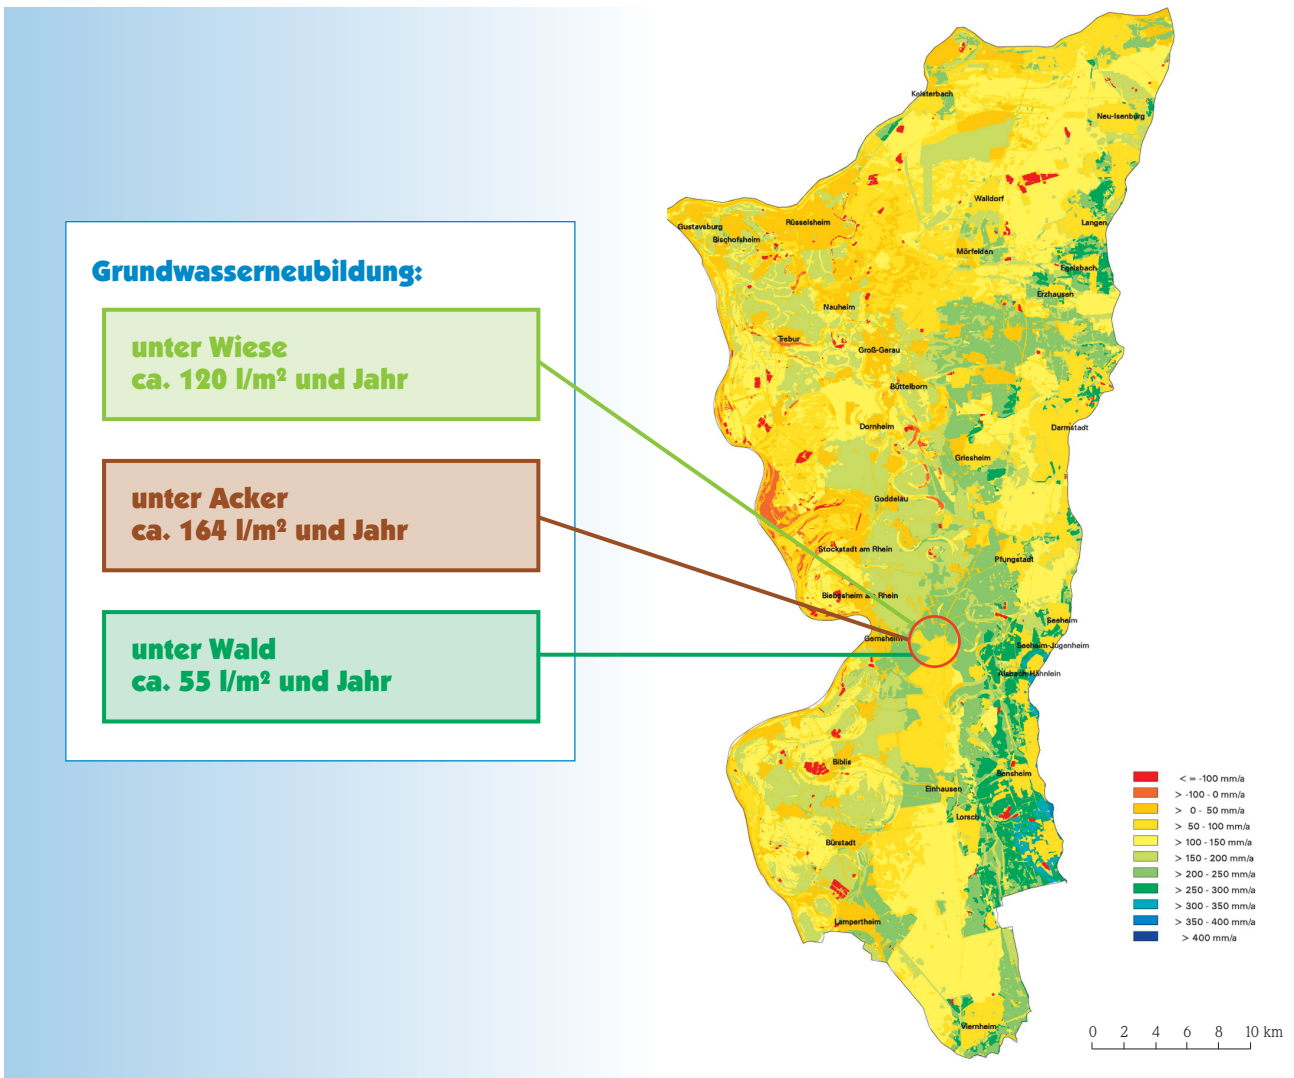 Grundwasserneubildung:
unter Wiese
ca. 120 l/m² und Jahr
unter Acker
ca. 164 l/m² und Jahr
unter Wald
ca. 55 l/m² und Jahr
Kelsterbach
Neu-Isenburg
Walldorf
Langen
Gustavsburg
Rüsselsheim
Bischofsheim
Mörfelden
Egelsbach
Erzhausen
Nauheim
Trebur
Groß-Gerau
Büttelborn
Dornheim
Darmstadt
Griesheim
Goddelau
Stockstadt am Rhein
Pfungstadt
Biebesheim am Rhein
Seeheim
Gernsheim
Seeheim-Jugenheim
Alsbach-Hähnlein
Biblis
Bensheim
Einhausen
Lorsch
Bürstadt
Lampertheim
Viernheim
< = -100 mm/a
> -100 - 0 mm/a
> 0 - 50 mm/a
> 50 - 100 mm/a
> 100 - 150 mm/a
> 150 - 200 mm/a
> 200 - 250 mm/a
> 250 - 300 mm/a
> 300 - 350 mm/a
> 350 - 400 mm/a
> 400 mm/a
0 2 4 6 8 10 km